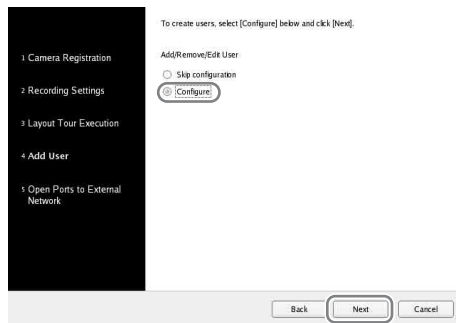 To create users, select [Configure] below and click [Next].
1 Camera Registration
2 Recording Settings
3 Layout Tour Execution
4 Add User
5 Open Ports to External
Network
Add/Remove/Edit User
Skip configuration
Configure
Back
Next
Cancel